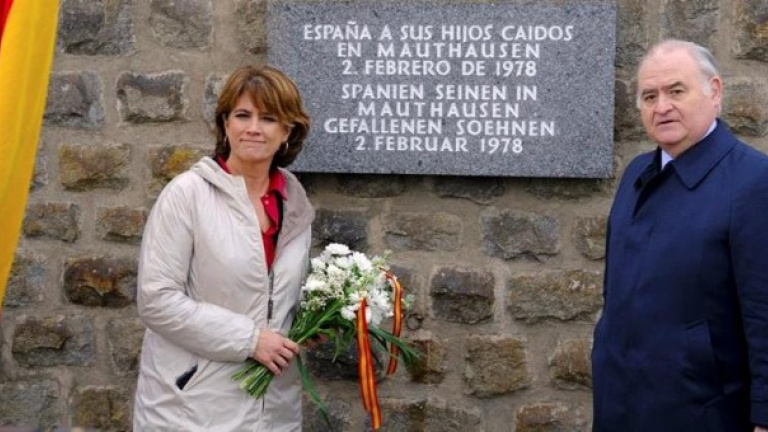 ESPAÑA A SUS HIJOS CAIDOS
EN MAUTHAUSEN
2. FEBRERO DE 1978
SPANIEN SEINEN IN
MAUTHAUSEN
GEFALLENEN SOEHNEN
2. FEBRUAR 1978